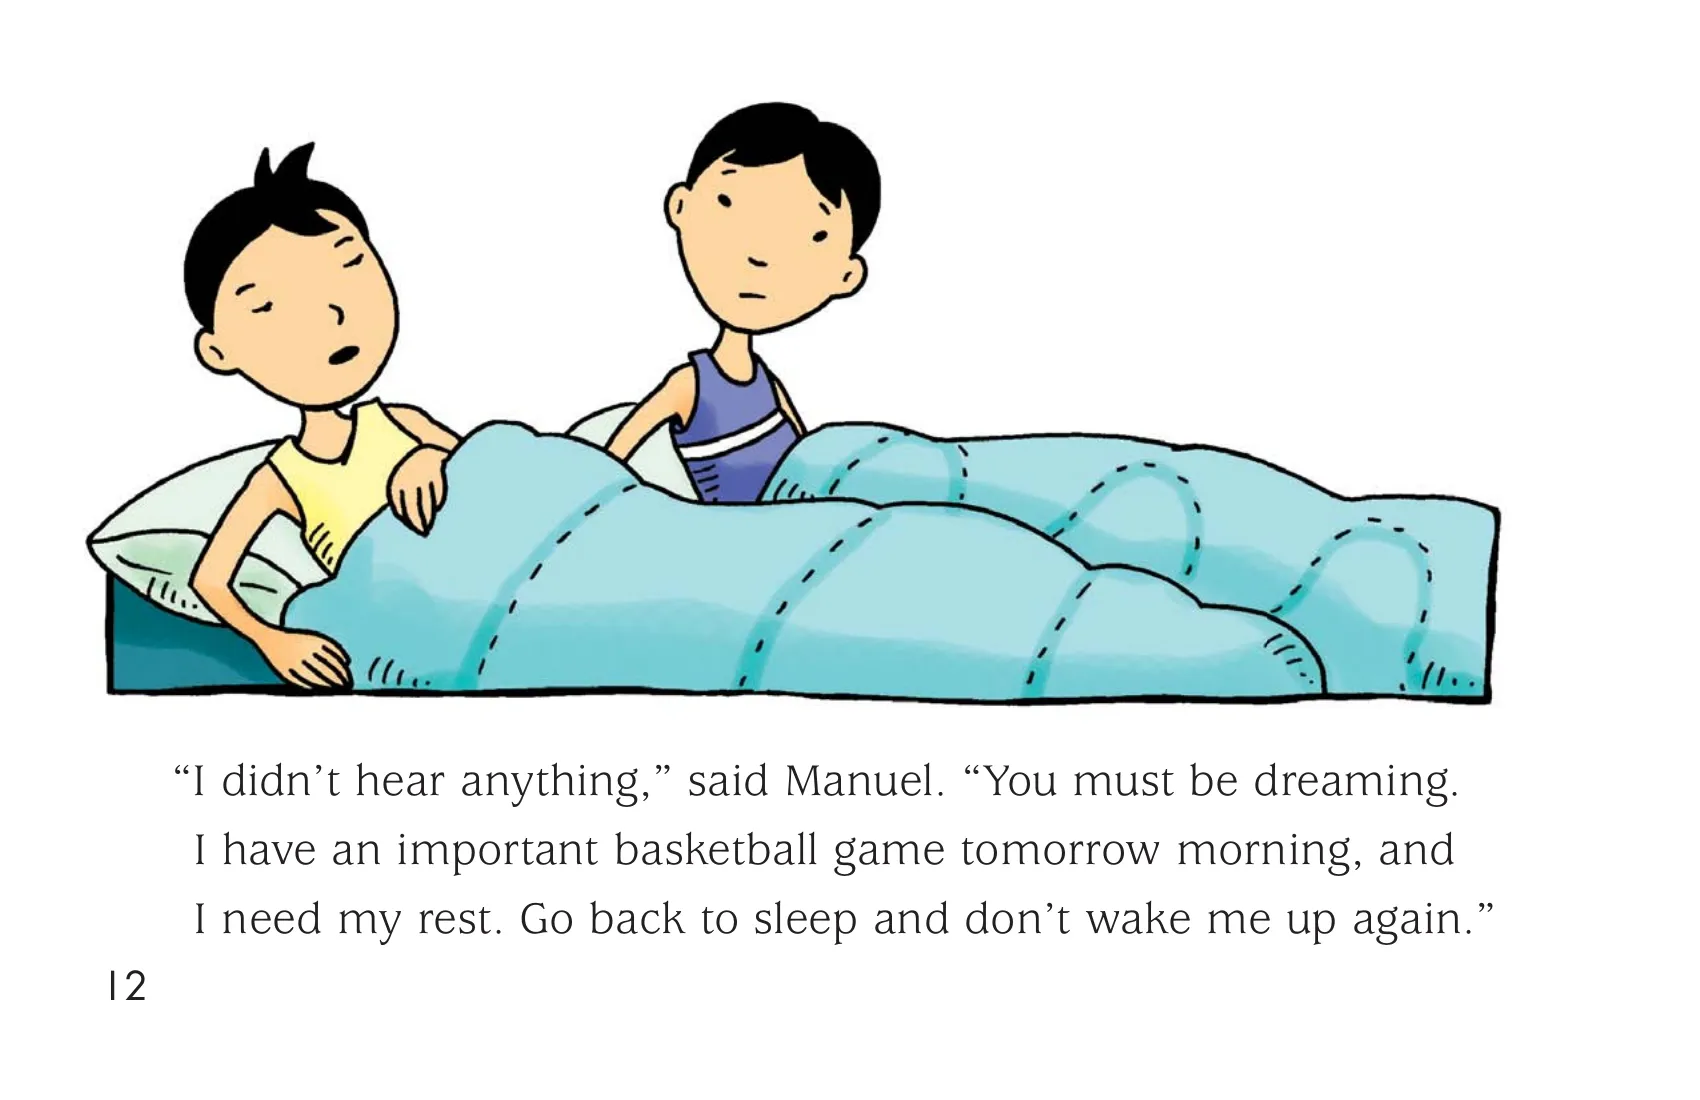 “I didn’t hear anything,” said Manuel. “You must be dreaming.
I have an important basketball game tomorrow morning, and
I need my rest. Go back to sleep and don’t wake me up again.”
12